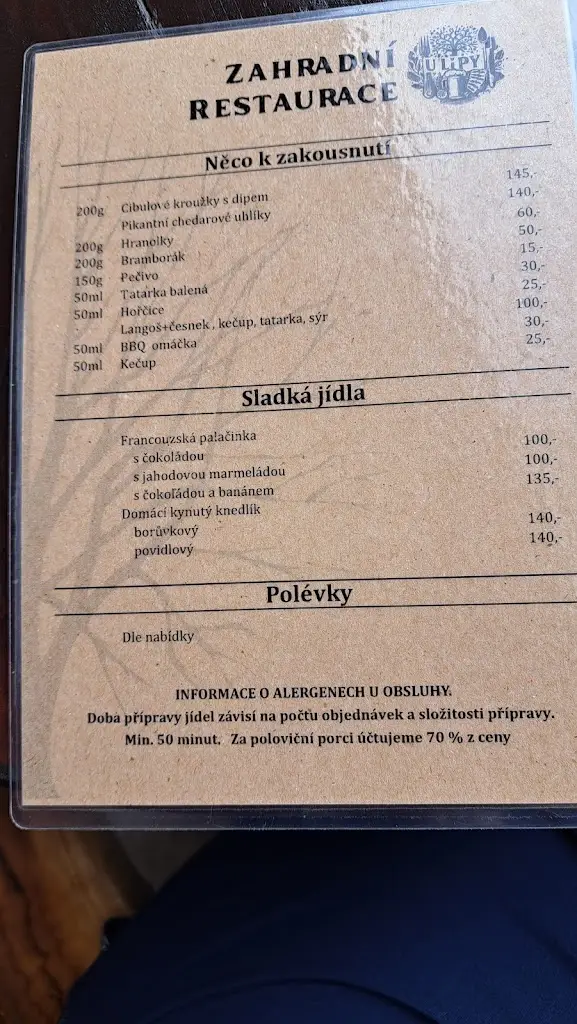 ZAHRADNÍ
RESTAURACE
U LÍPY
Něco k zakousnutí
200g Cibulové kroužky s dipem 145,-
Pikantní chedarové uhlíky 140,-
200g Hranolky 60,-
200g Bramborák 50,-
150g Pečivo 15,-
50ml Tatarka balená 30,-
50ml Hořčice 25,-
Langoš+česnek, kečup, tatarka, sýr 100,-
50ml BBQ omáčka 30,-
50ml Kečup 25,-
Sladká jídla
Francouzská palačinka
s čokoládou 100,-
s jahodovou marmeládou 100,-
s čokoládou a banánem 135,-
Domácí kynutý knedlík
borůvkový 140,-
povidlový 140,-
Polévky
Dle nabídky
INFORMACE O ALERGENECH U OBSLUHY.
Doba přípravy jídel závisí na počtu objednávek a složitosti přípravy.
Min. 50 minut. Za poloviční porci účtujeme 70 % z ceny